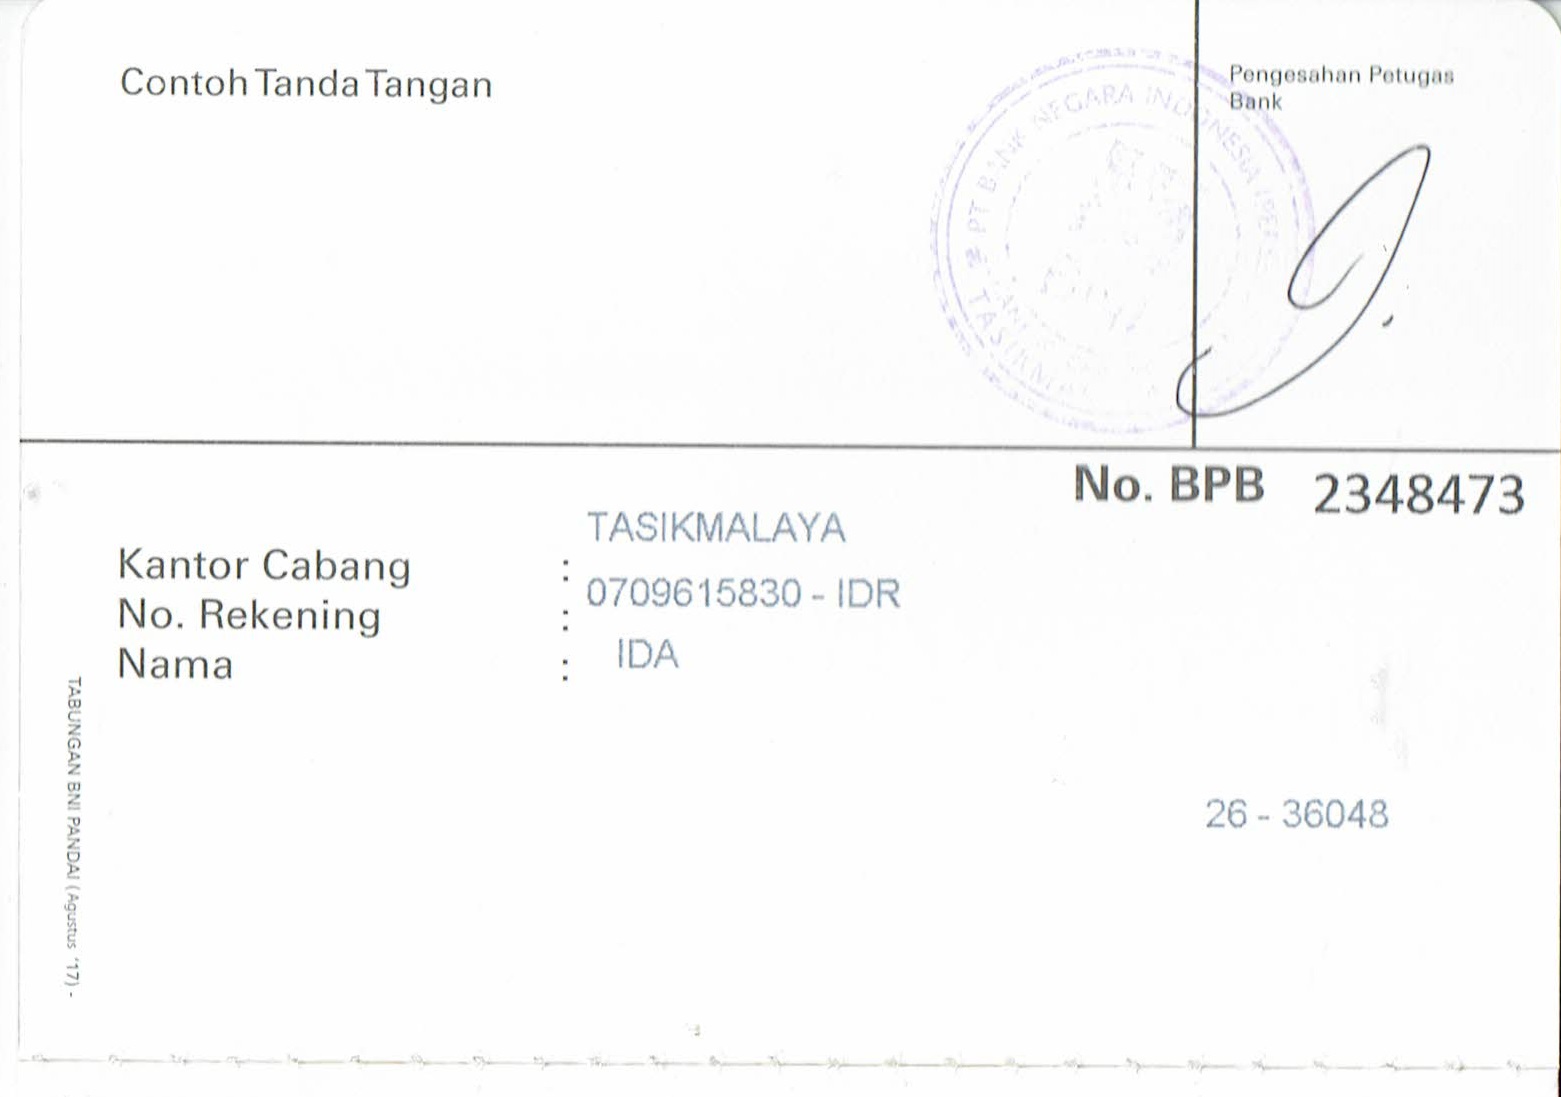 Contoh Tanda Tangan
Pengesahan Petugas
Bank
PT BANK NEGARA INDONESIA
TASIKMALAYA
No. BPB 2348473
TASIKMALAYA
Kantor Cabang :
0709615830 - IDR
No. Rekening :
IDA
Nama :
26 - 36048
TABUNGAN BNI PANDAI (Agustus '17) -